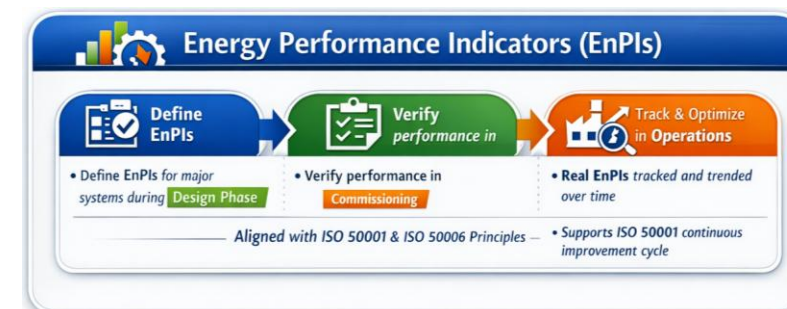 Energy Performance Indicators (EnPIs)
Define
EnPIs
Verify
performance in
Track & Optimize
in Operations
• Define EnPIs for major
systems during Design Phase
• Verify performance in
Commissioning
• Real EnPIs tracked and trended
over time
Aligned with ISO 50001 & ISO 50006 Principles
• Supports ISO 50001 continuous
improvement cycle